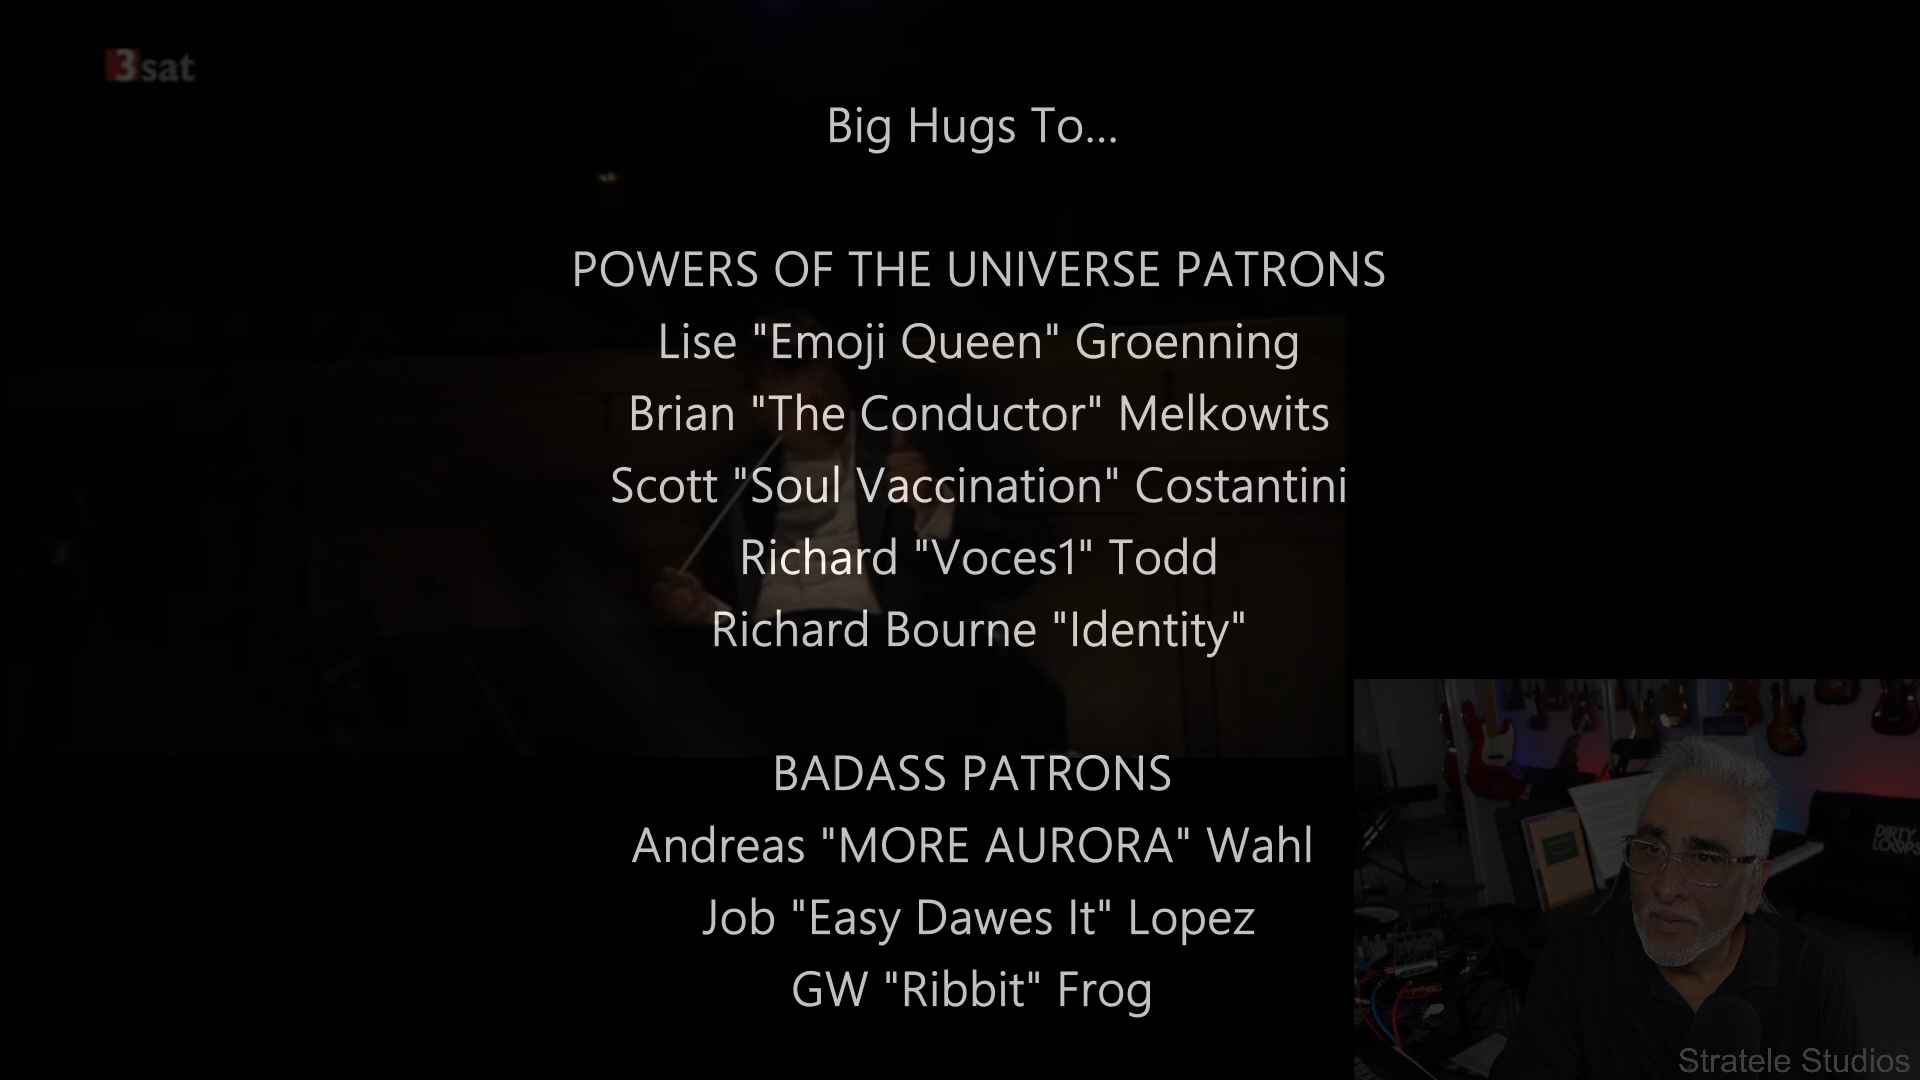 3sat
Big Hugs To...
POWERS OF THE UNIVERSE PATRONS
Lise "Emoji Queen" Groenning
Brian "The Conductor" Melkowits
Scott "Soul Vaccination" Costantini
Richard "Voces1" Todd
Richard Bourne "Identity"
BADASS PATRONS
Andreas "MORE AURORA" Wahl
Job "Easy Dawes It" Lopez
GW "Ribbit" Frog
DIRTY
LOOPS
Stratele Studios